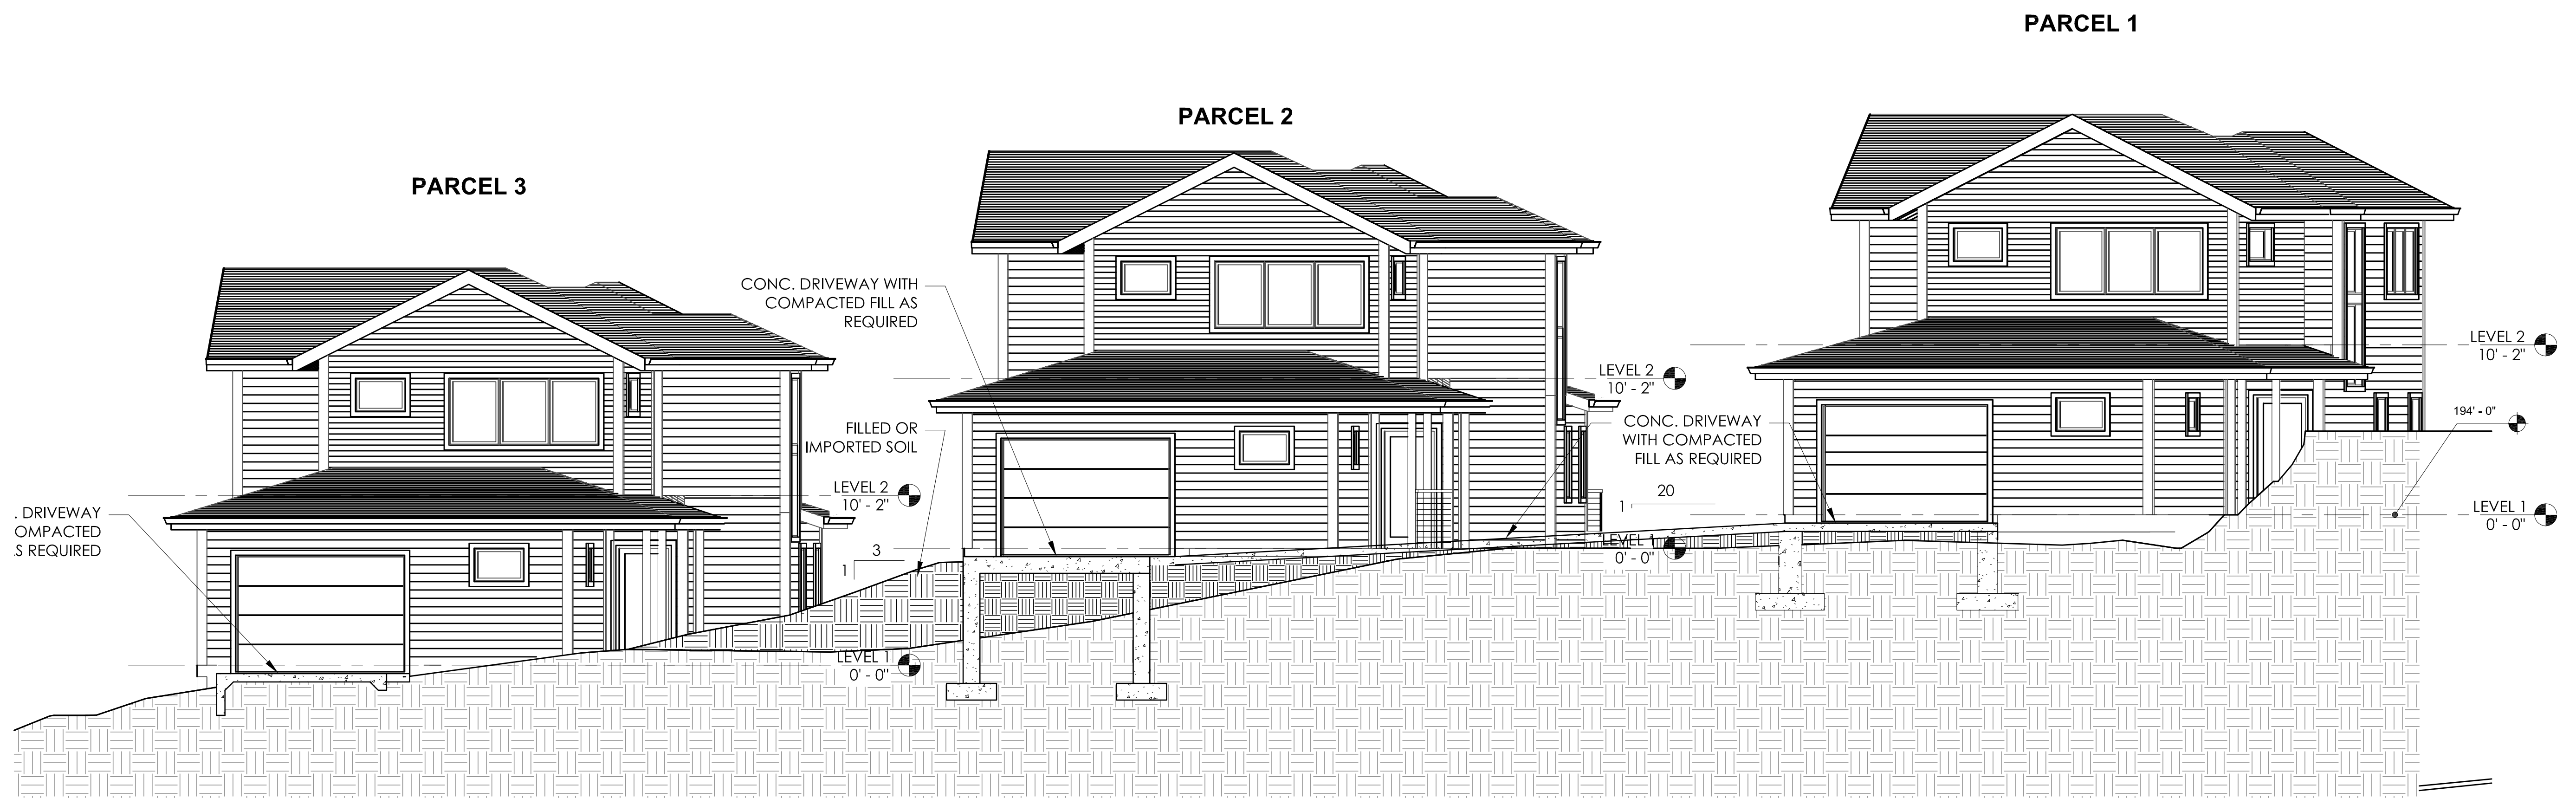 PARCEL 1
PARCEL 2
PARCEL 3
CONC. DRIVEWAY WITH
COMPACTED FILL AS
REQUIRED
LEVEL 2
10' - 2"
LEVEL 2
10' - 2"
194' - 0"
CONC. DRIVEWAY
WITH COMPACTED
FILL AS REQUIRED
FILLED OR
IMPORTED SOIL
LEVEL 2
10' - 2"
20
1
. DRIVEWAY
OMPACTED
S REQUIRED
LEVEL 1
0' - 0"
LEVEL 1
0' - 0"
3
1
LEVEL 1
0' - 0"